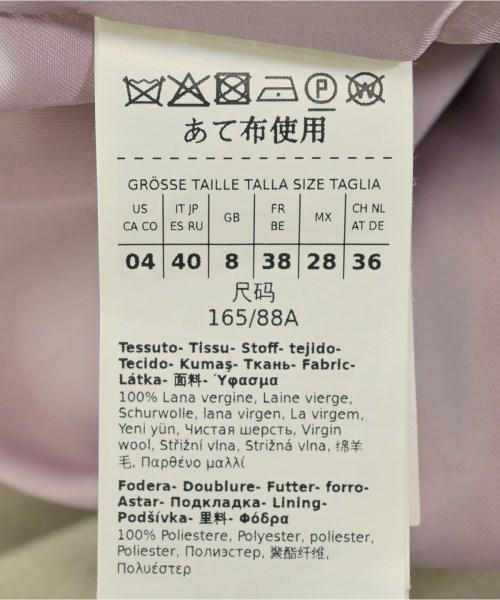 P W
あて布使用
GRÖSSE TAILLE TALLA SIZE TAGLIA
US IT JP GB FR MX CH NL
CA CO ES RU BE AT DE
04 40 8 38 28 36
尺码
165/88A
Tessuto- Tissu- Stoff- tejido-
Tecido- Kumaş- Ткань- Fabric-
Látka- 面料- Ύφασμα
100% Lana vergine, Laine vierge,
Schurwolle, lana virgen, La virgem,
Yeni yün, Чистая шерсть, Virgin
wool, Střižní vlna, Strižná vlna, 绵羊
毛, Παρθένο μαλλί
Fodera- Doublure- Futter- forro-
Astar- Подкладка- Lining-
Podšívka- 里料- Φόδρα
100% Poliestere, Polyester, poliester,
Poliester, Полиэстер, 聚酯纤维,
Πολυέστερ